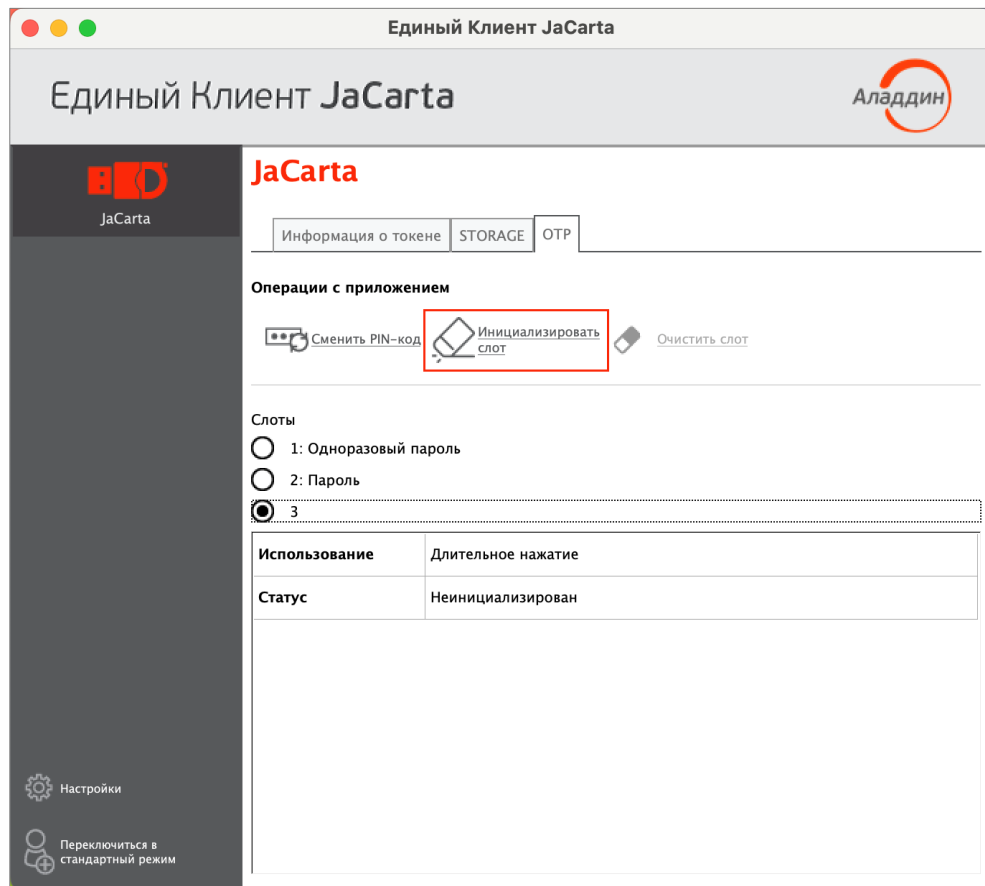 Единый Клиент JaCarta
Единый Клиент JaCarta
Аладдин
JaCarta
JaCarta
Информация о токене
STORAGE
OTP
Операции с приложением
Сменить PIN-код
Инициализировать
слот
Очистить слот
Слоты
1: Одноразовый пароль
2: Пароль
3
Использование
Длительное нажатие
Статус
Неинициализирован
Настройки
Переключиться в
стандартный режим